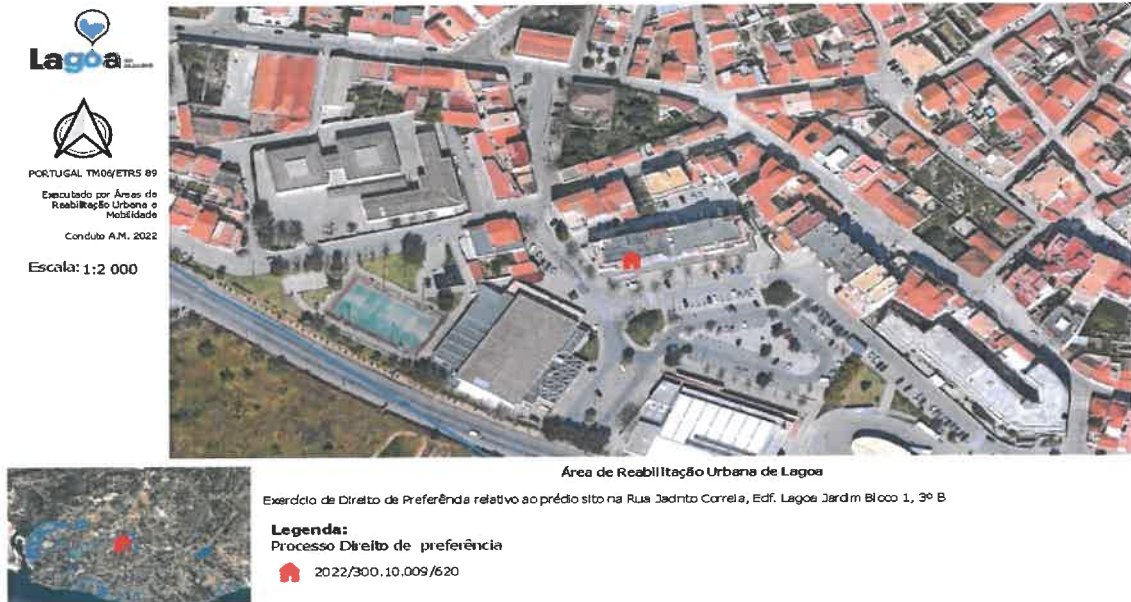 Lagoa
PORTUGAL TM06/ETRS 89
Executado por Áreas de
Reabilitação Urbana e
Mobilidade
Conduto A.M. 2022
Escala: 1:2 000
Área de Reabilitação Urbana de Lagoa
Exercício de Direito de Preferência relativo ao prédio sito na Rua Jacinto Correia, Edf. Lagoa Jardim Bloco 1, 3º B
Legenda:
Processo Direito de preferência
2022/300.10.009/620